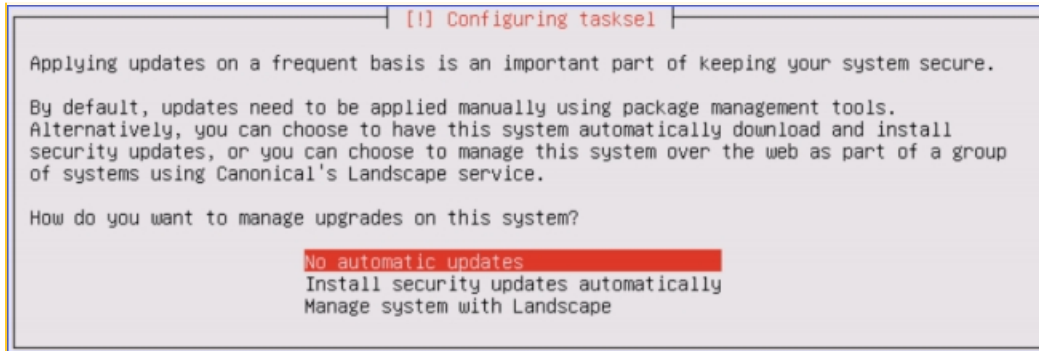 [!] Configuring tasksel
Applying updates on a frequent basis is an important part of keeping your system secure.
By default, updates need to be applied manually using package management tools.
Alternatively, you can choose to have this system automatically download and install
security updates, or you can choose to manage this system over the web as part of a group
of systems using Canonical's Landscape service.
How do you want to manage upgrades on this system?
No automatic updates
Install security updates automatically
Manage system with Landscape